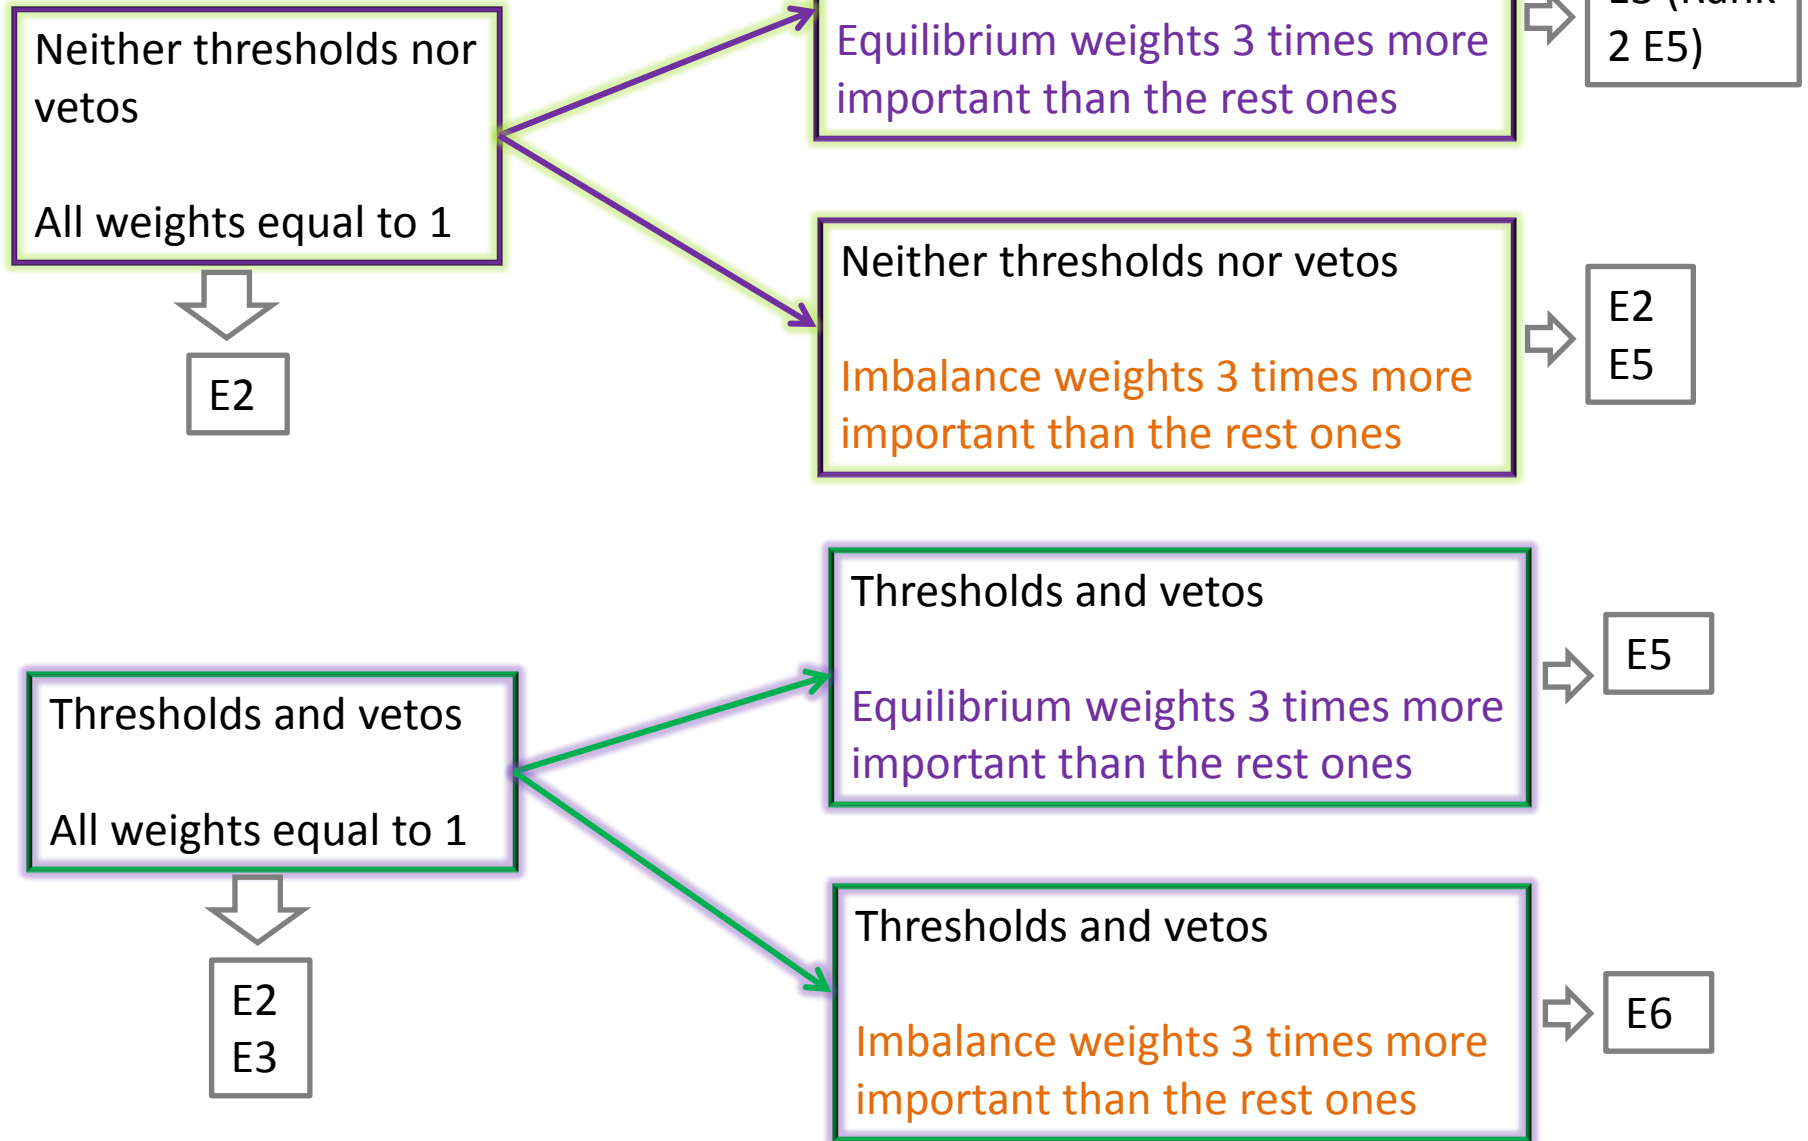 Neither thresholds nor
vetos
All weights equal to 1
E2
Equilibrium weights 3 times more
important than the rest ones
2 E5)
Neither thresholds nor vetos
Imbalance weights 3 times more
important than the rest ones
E2
E5
Thresholds and vetos
All weights equal to 1
E2
E3
Thresholds and vetos
Equilibrium weights 3 times more
important than the rest ones
E5
Thresholds and vetos
Imbalance weights 3 times more
important than the rest ones
E6